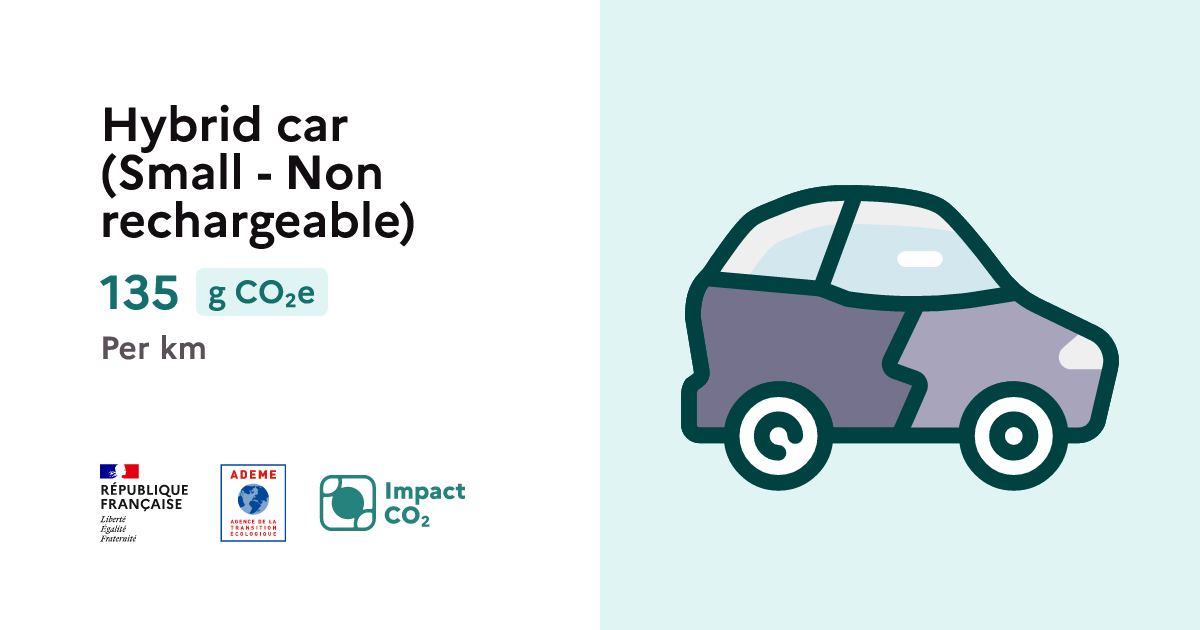 Hybrid car
(Small - Non
rechargeable)
135 g CO₂e
Per km
RÉPUBLIQUE
FRANÇAISE
Liberté
Égalité
Fraternité
ADEME
AGENCE DE LA
TRANSITION
ÉCOLOGIQUE
Impact
CO₂